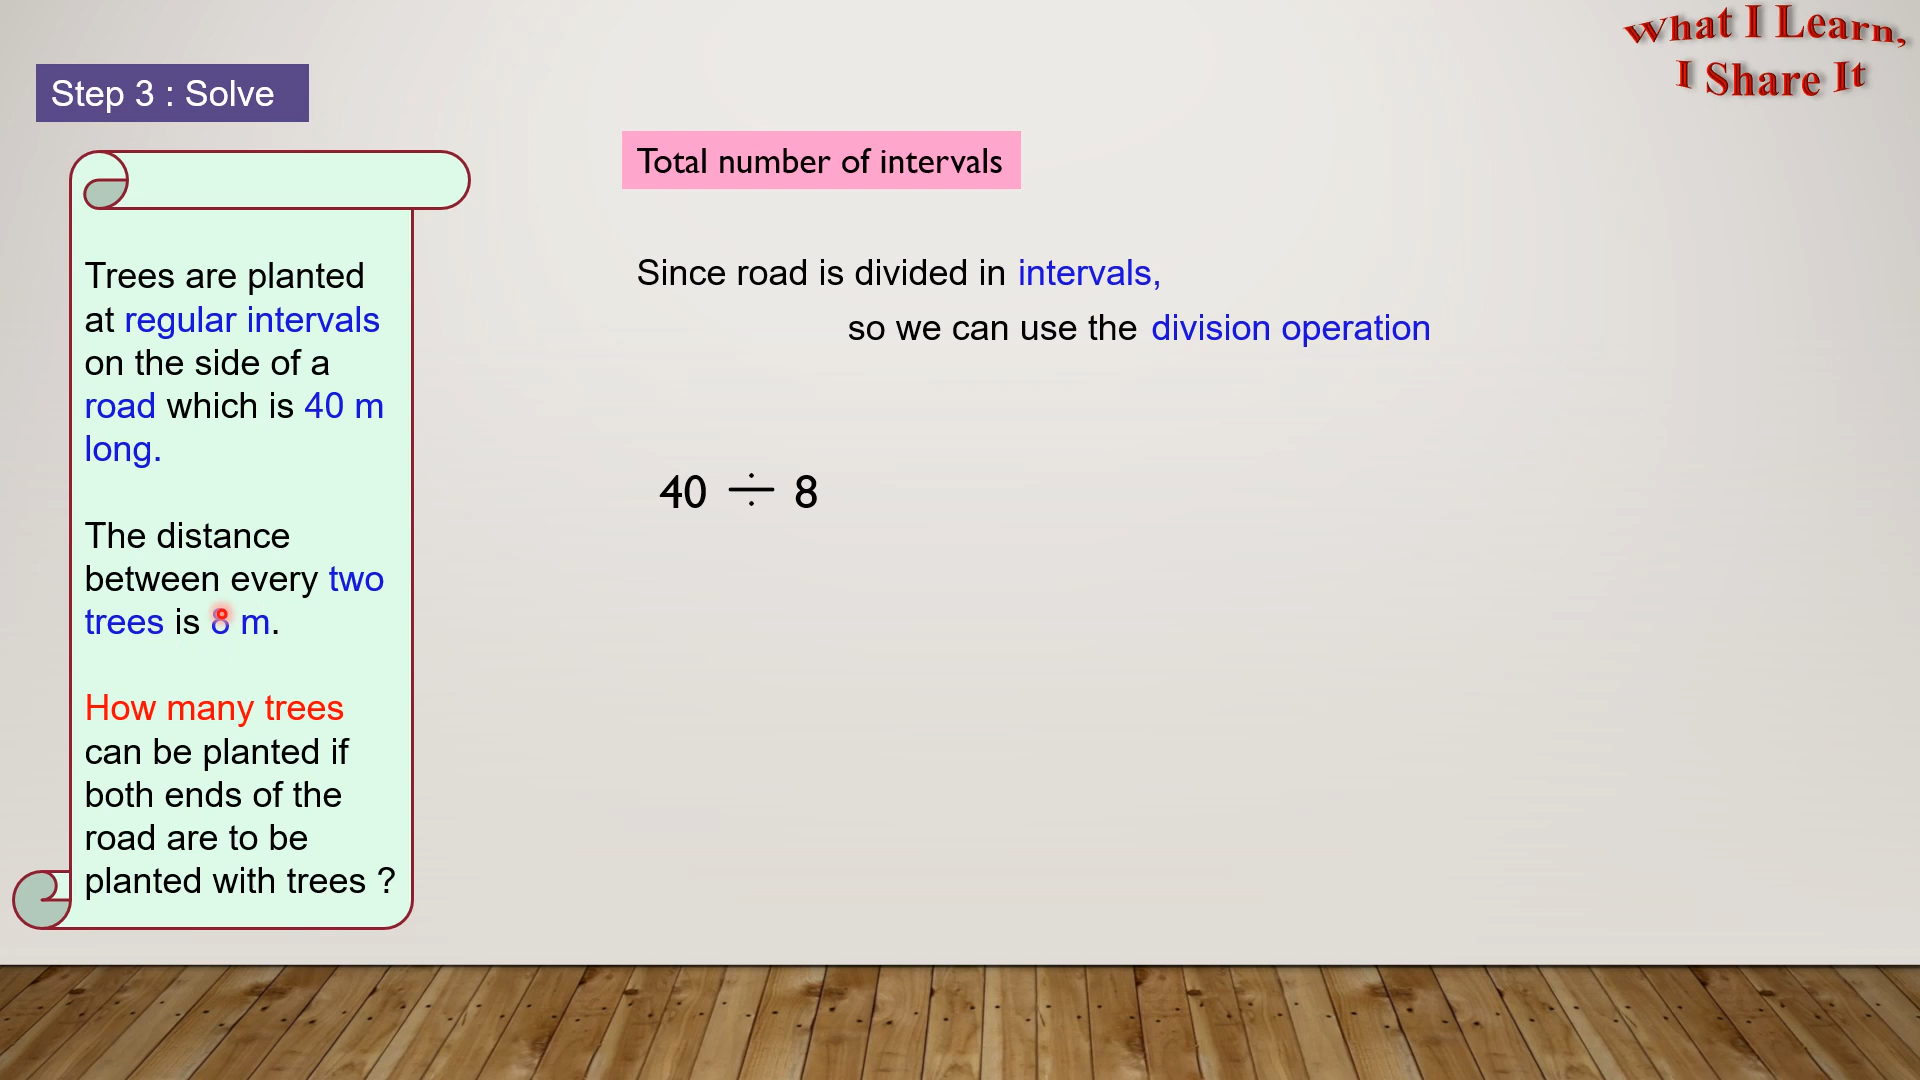 What I Learn,
I Share It
Step 3 : Solve
Total number of intervals
Since road is divided in intervals,
so we can use the division operation
40 ÷ 8
Trees are planted
at regular intervals
on the side of a
road which is 40 m
long.
The distance
between every two
trees is 8 m.
How many trees
can be planted if
both ends of the
road are to be
planted with trees ?